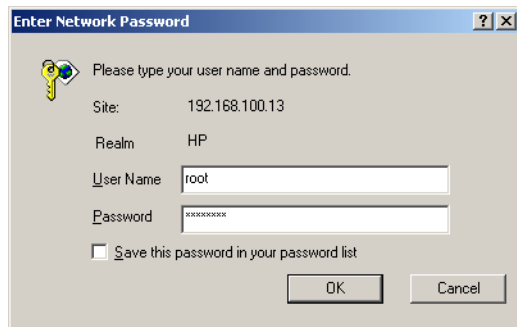 Enter Network Password
Please type your user name and password.
Site: 192.168.100.13
Realm HP
User Name root
Password ********
Save this password in your password list
OK Cancel